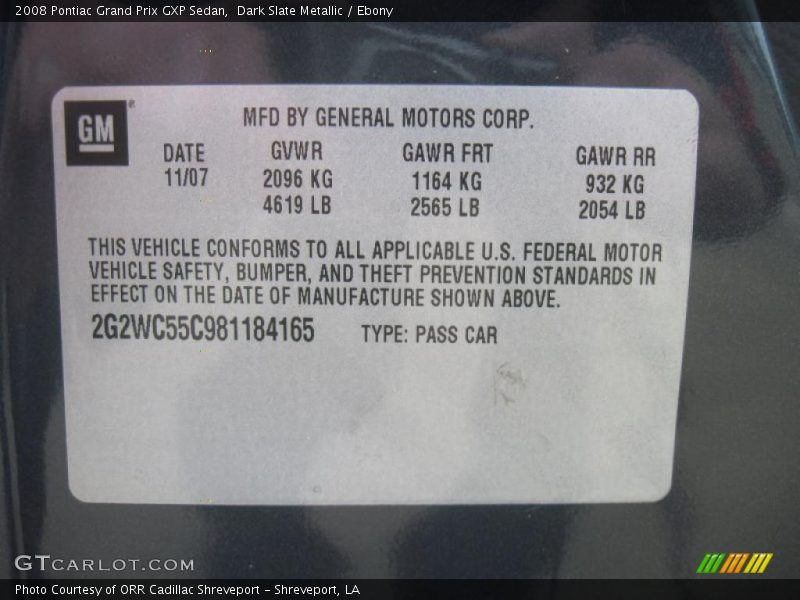 2008 Pontiac Grand Prix GXP Sedan,  Dark Slate Metallic / Ebony
GM®
MFD BY GENERAL MOTORS CORP.
DATE GVWR GAWR FRT GAWR RR
11/07 2096 KG 1164 KG 932 KG
4619 LB 2565 LB 2054 LB
THIS VEHICLE CONFORMS TO ALL APPLICABLE U.S. FEDERAL MOTOR
VEHICLE SAFETY, BUMPER, AND THEFT PREVENTION STANDARDS IN
EFFECT ON THE DATE OF MANUFACTURE SHOWN ABOVE.
2G2WC55C981184165 TYPE: PASS CAR
GTCARLOT.COM
Photo Courtesy of ORR Cadillac Shreveport - Shreveport, LA